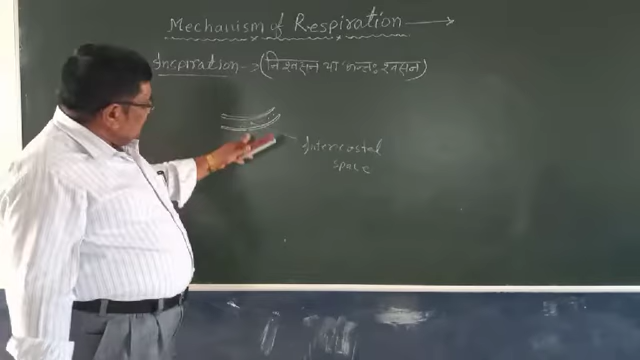 Mechanism of Respiration
Inspiration → (निश्वसन या अन्तः श्वसन)
Intercostal
space